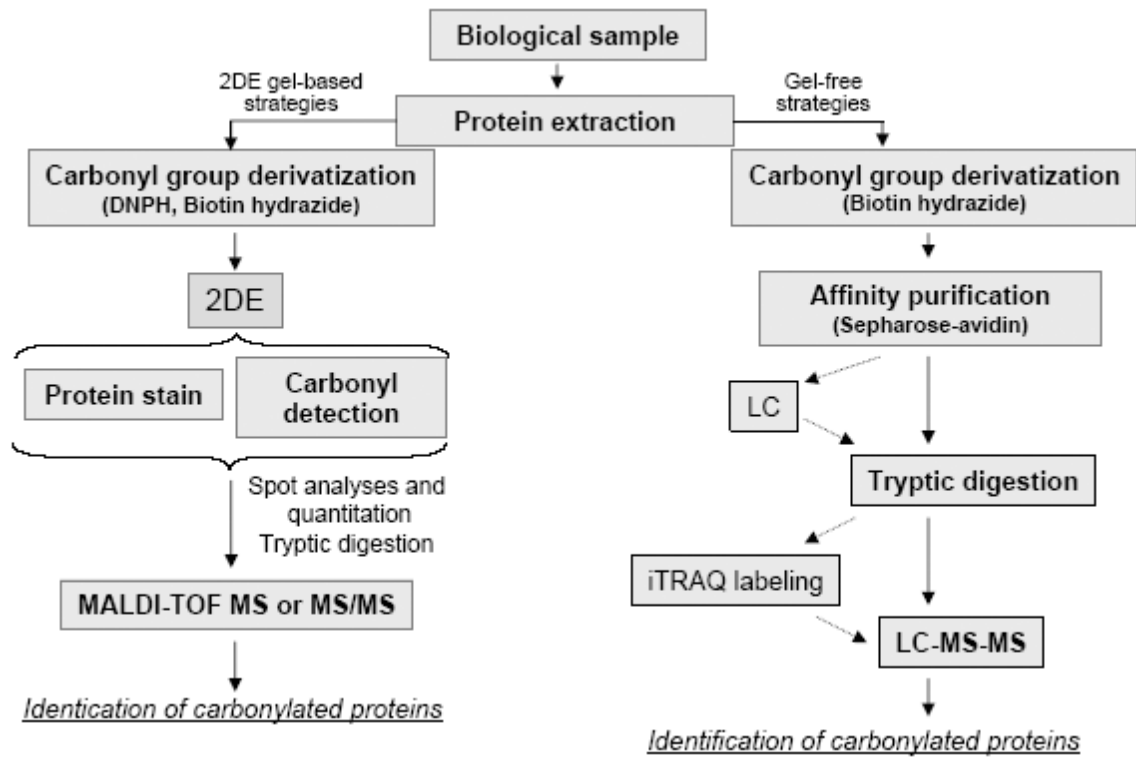 Biological sample
2DE gel-based
strategies
Gel-free
strategies
Protein extraction
Carbonyl group derivatization
(DNPH, Biotin hydrazide)
Carbonyl group derivatization
(Biotin hydrazide)
2DE
Affinity purification
(Sepharose-avidin)
Protein stain
Carbonyl
detection
LC
Tryptic digestion
Spot analyses and
quantitation
Tryptic digestion
iTRAQ labeling
MALDI-TOF MS or MS/MS
LC-MS-MS
Identication of carbonylated proteins
Identification of carbonylated proteins